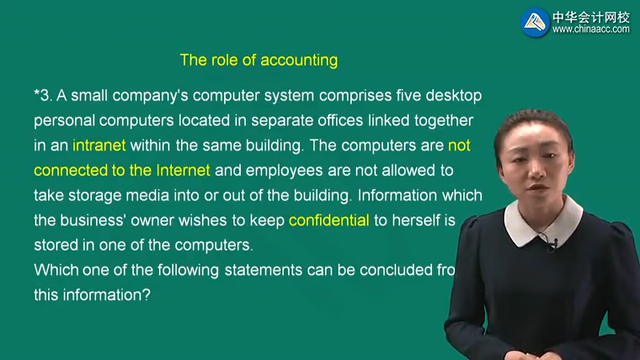 中华会计网校
www.chinaacc.com
The role of accounting
*3. A small company's computer system comprises five desktop
personal computers located in separate offices linked together
in an intranet within the same building. The computers are not
connected to the Internet and employees are not allowed to
take storage media into or out of the building. Information which
the business' owner wishes to keep confidential to herself is
stored in one of the computers.
Which one of the following statements can be concluded fro
this information?